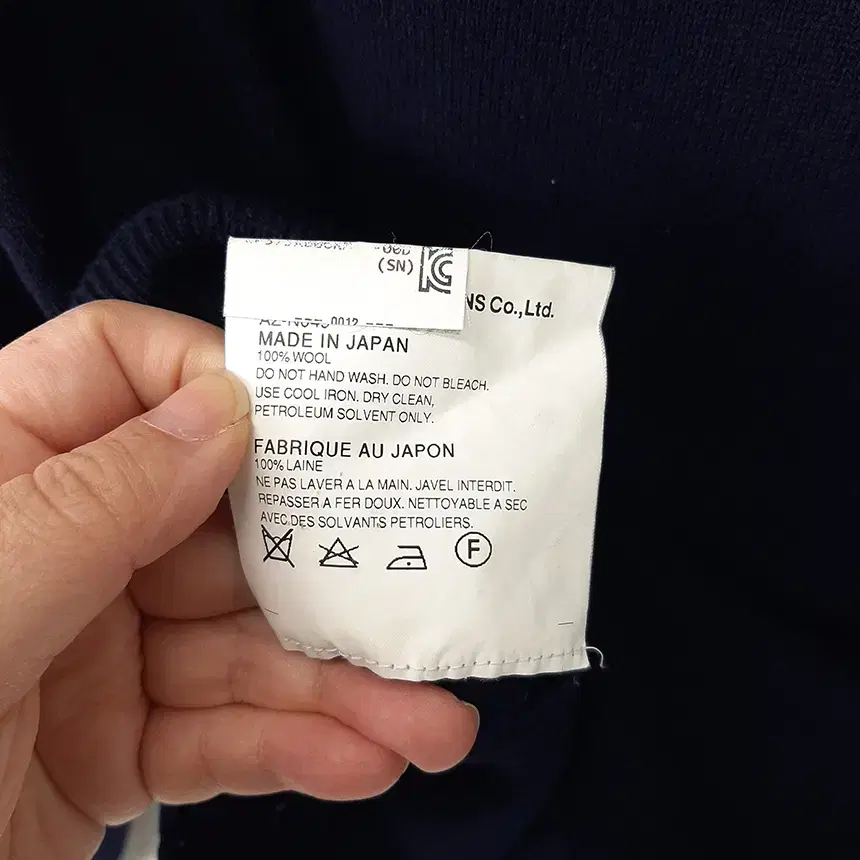 (SN)
NS Co.,Ltd.
0012
MADE IN JAPAN
100% WOOL
DO NOT HAND WASH. DO NOT BLEACH.
USE COOL IRON. DRY CLEAN,
PETROLEUM SOLVENT ONLY.
FABRIQUE AU JAPON
100% LAINE
NE PAS LAVER A LA MAIN. JAVEL INTERDIT.
REPASSER A FER DOUX. NETTOYABLE A SEC
AVEC DES SOLVANTS PETROLIERS.
F